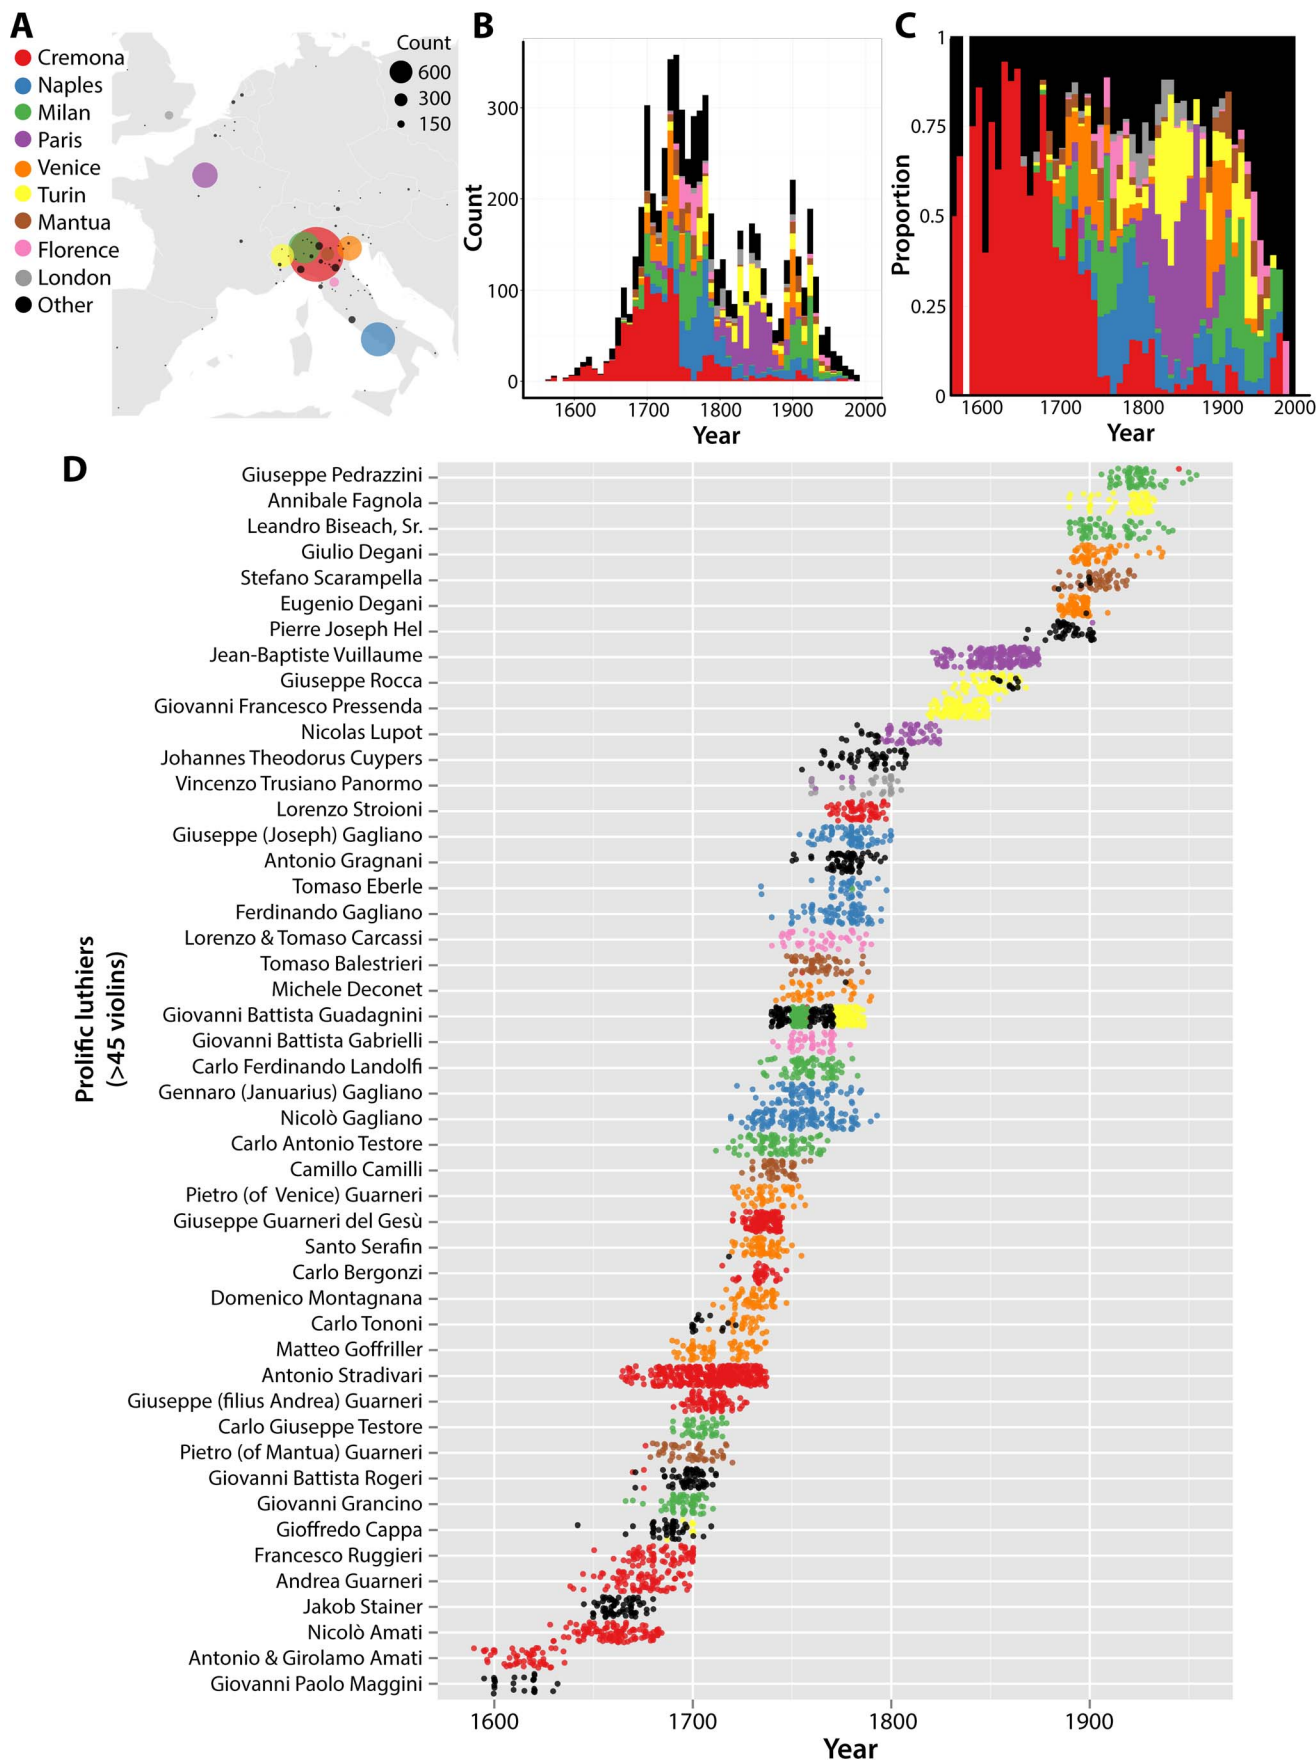 A
Cremona
Naples
Milan
Paris
Venice
Turin
Mantua
Florence
London
Other
Count
600
300
150
B
Count
300
200
100
0
1600 1700 1800 1900 2000
Year
C
Proportion
1
0.75
0.5
0.25
0
1600 1700 1800 1900 2000
Year
D
Prolific luthiers
(>45 violins)
Giuseppe Pedrazzini
Annibale Fagnola
Leandro Biseach, Sr.
Giulio Degani
Stefano Scarampella
Eugenio Degani
Pierre Joseph Hel
Jean-Baptiste Vuillaume
Giuseppe Rocca
Giovanni Francesco Pressenda
Nicolas Lupot
Johannes Theodorus Cuypers
Vincenzo Trusiano Panormo
Lorenzo Stroioni
Giuseppe (Joseph) Gagliano
Antonio Gragnani
Tomaso Eberle
Ferdinando Gagliano
Lorenzo & Tomaso Carcassi
Tomaso Balestrieri
Michele Deconet
Giovanni Battista Guadagnini
Giovanni Battista Gabrielli
Carlo Ferdinando Landolfi
Gennaro (Januarius) Gagliano
Nicolò Gagliano
Carlo Antonio Testore
Camillo Camilli
Pietro (of Venice) Guarneri
Giuseppe Guarneri del Gesù
Santo Serafin
Carlo Bergonzi
Domenico Montagnana
Carlo Tononi
Matteo Goffriller
Antonio Stradivari
Giuseppe (filius Andrea) Guarneri
Carlo Giuseppe Testore
Pietro (of Mantua) Guarneri
Giovanni Battista Rogeri
Giovanni Grancino
Gioffredo Cappa
Francesco Ruggieri
Andrea Guarneri
Jakob Stainer
Nicolò Amati
Antonio & Girolamo Amati
Giovanni Paolo Maggini
1600 1700 1800 1900
Year